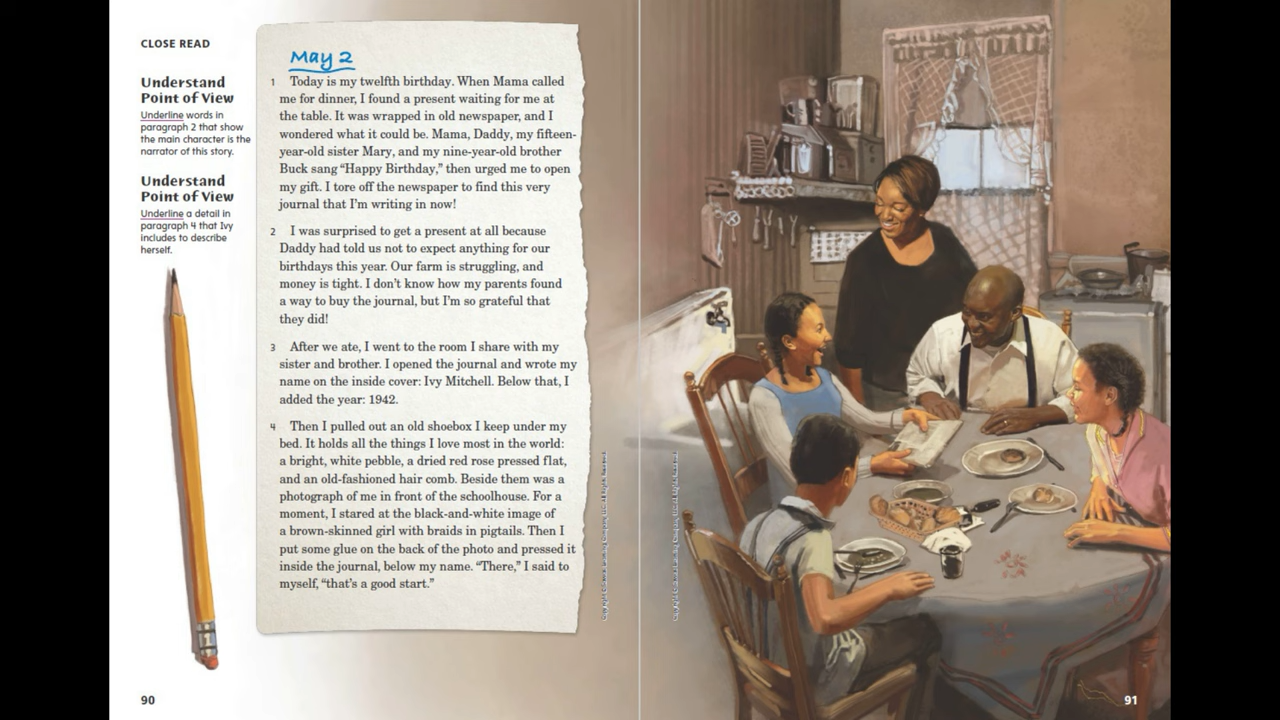 CLOSE READ
Understand
Point of View
Underline words in
paragraph 2 that show
the main character is the
narrator of this story.
Understand
Point of View
Underline a detail in
paragraph 4 that Ivy
includes to describe
herself.
May 2
1 Today is my twelfth birthday. When Mama called
me for dinner, I found a present waiting for me at
the table. It was wrapped in old newspaper, and I
wondered what it could be. Mama, Daddy, my fifteen-
year-old sister Mary, and my nine-year-old brother
Buck sang “Happy Birthday,” then urged me to open
my gift. I tore off the newspaper to find this very
journal that I’m writing in now!
2 I was surprised to get a present at all because
Daddy had told us not to expect anything for our
birthdays this year. Our farm is struggling, and
money is tight. I don’t know how my parents found
a way to buy the journal, but I’m so grateful that
they did!
3 After we ate, I went to the room I share with my
sister and brother. I opened the journal and wrote my
name on the inside cover: Ivy Mitchell. Below that, I
added the year: 1942.
4 Then I pulled out an old shoebox I keep under my
bed. It holds all the things I love most in the world:
a bright, white pebble, a dried red rose pressed flat,
and an old-fashioned hair comb. Beside them was a
photograph of me in front of the schoolhouse. For a
moment, I stared at the black-and-white image of
a brown-skinned girl with braids in pigtails. Then I
put some glue on the back of the photo and pressed it
inside the journal, below my name. “There,” I said to
myself, “that’s a good start.”
90
91